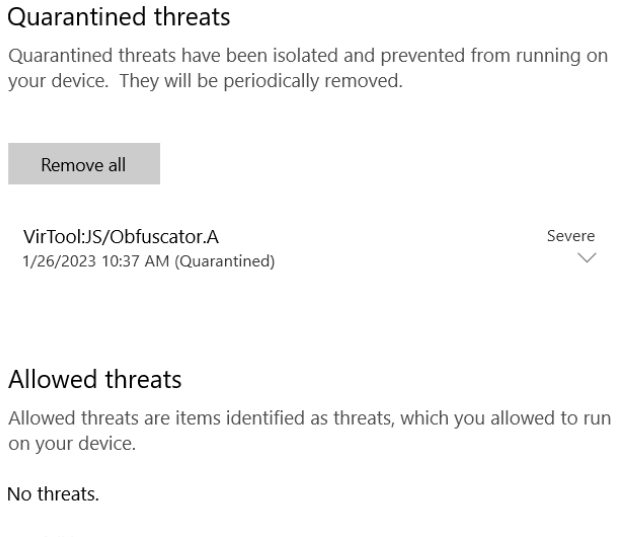 Quarantined threats
Quarantined threats have been isolated and prevented from running on
your device.  They will be periodically removed.
Remove all
VirTool:JS/Obfuscator.A
Severe
1/26/2023 10:37 AM (Quarantined)
Allowed threats
Allowed threats are items identified as threats, which you allowed to run
on your device.
No threats.